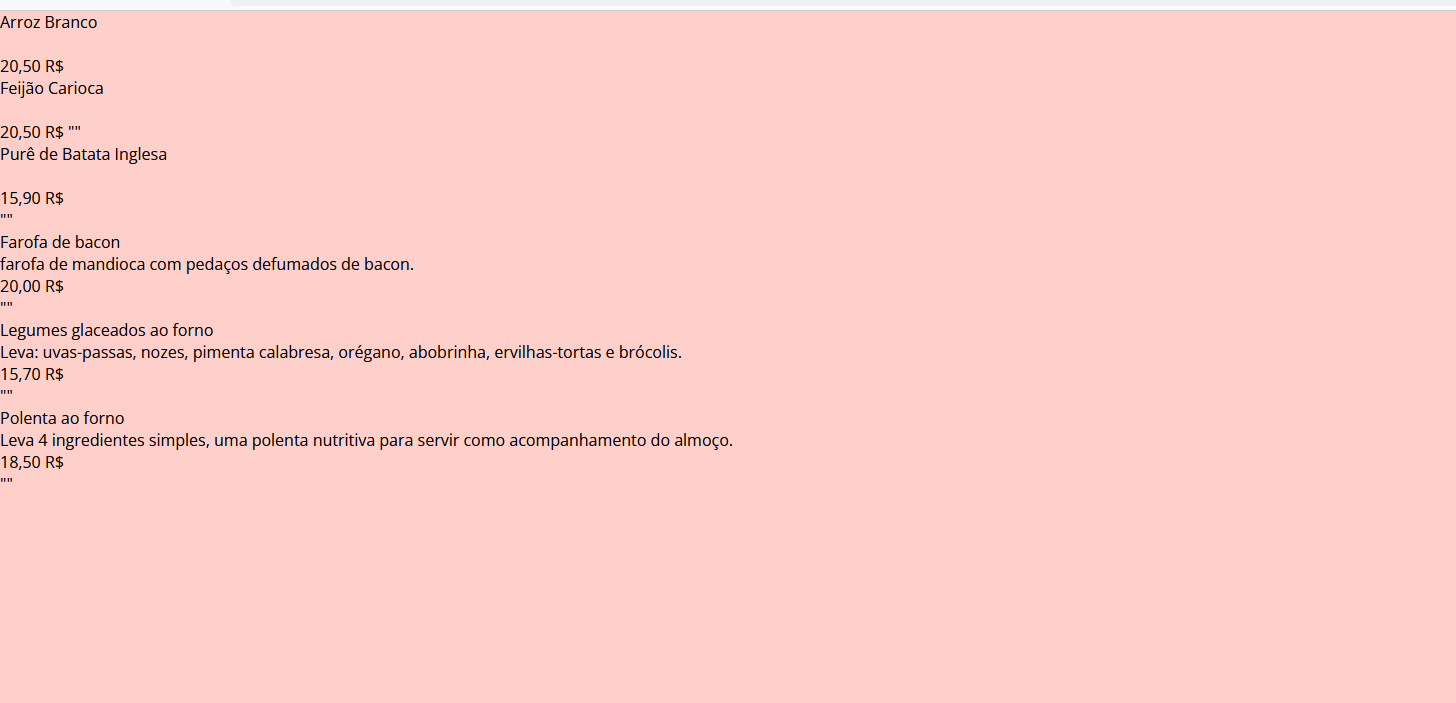 Arroz Branco
20,50 R$
Feijão Carioca
20,50 R$ ""
Purê de Batata Inglesa
15,90 R$
""
Farofa de bacon
farofa de mandioca com pedaços defumados de bacon.
20,00 R$
""
Legumes glaceados ao forno
Leva: uvas-passas, nozes, pimenta calabresa, orégano, abobrinha, ervilhas-tortas e brócolis.
15,70 R$
""
Polenta ao forno
Leva 4 ingredientes simples, uma polenta nutritiva para servir como acompanhamento do almoço.
18,50 R$
""